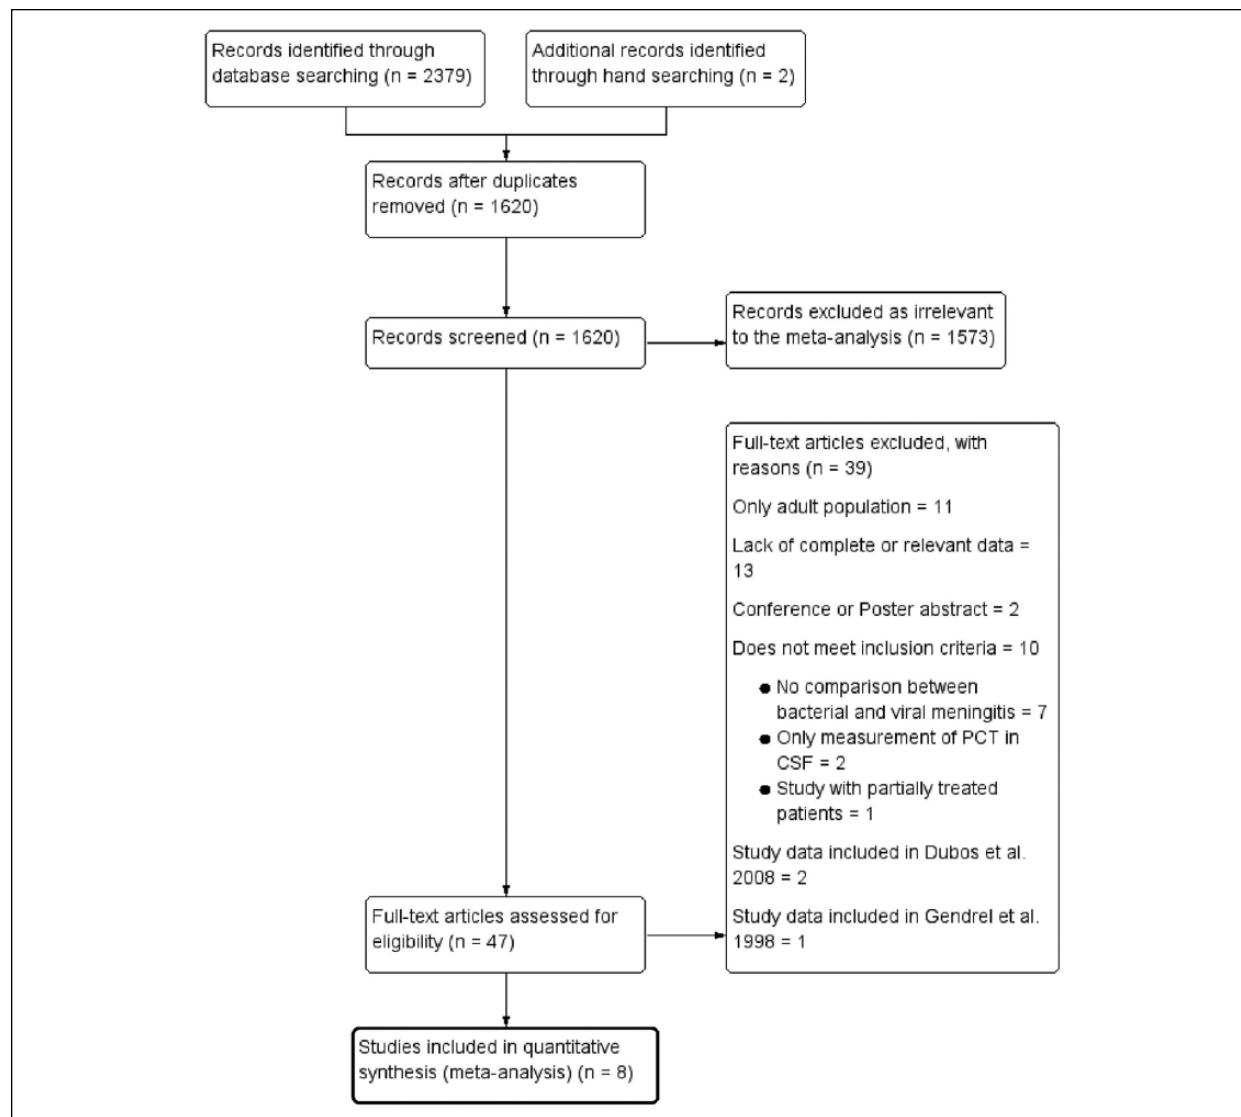 Records identified through
database searching (n = 2379)
Additional records identified
through hand searching (n = 2)
Records after duplicates
removed (n = 1620)
Records screened (n = 1620)
Records excluded as irrelevant
to the meta-analysis (n = 1573)
Full-text articles excluded, with
reasons (n = 39)
Only adult population = 11
Lack of complete or relevant data =
13
Conference or Poster abstract = 2
Does not meet inclusion criteria = 10
● No comparison between
bacterial and viral meningitis = 7
● Only measurement of PCT in
CSF = 2
● Study with partially treated
patients = 1
Study data included in Dubos et al.
2008 = 2
Study data included in Gendrel et al.
1998 = 1
Full-text articles assessed for
eligibility (n = 47)
Studies included in quantitative
synthesis (meta-analysis) (n = 8)